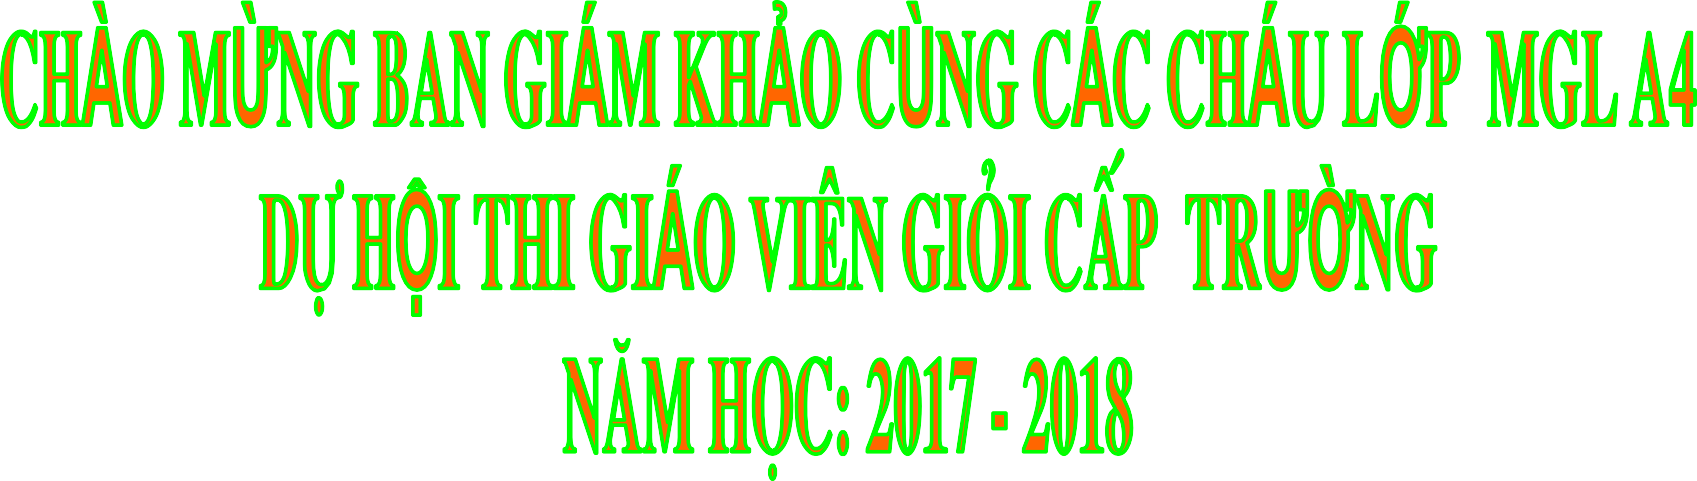 CHÀO MỪNG BAN GIÁM KHẢO CÙNG CÁC CHÁU LỚP MGL A4
DỰ HỘI THI GIÁO VIÊN GIỎI CẤP TRƯỜNG
NĂM HỌC: 2017 - 2018